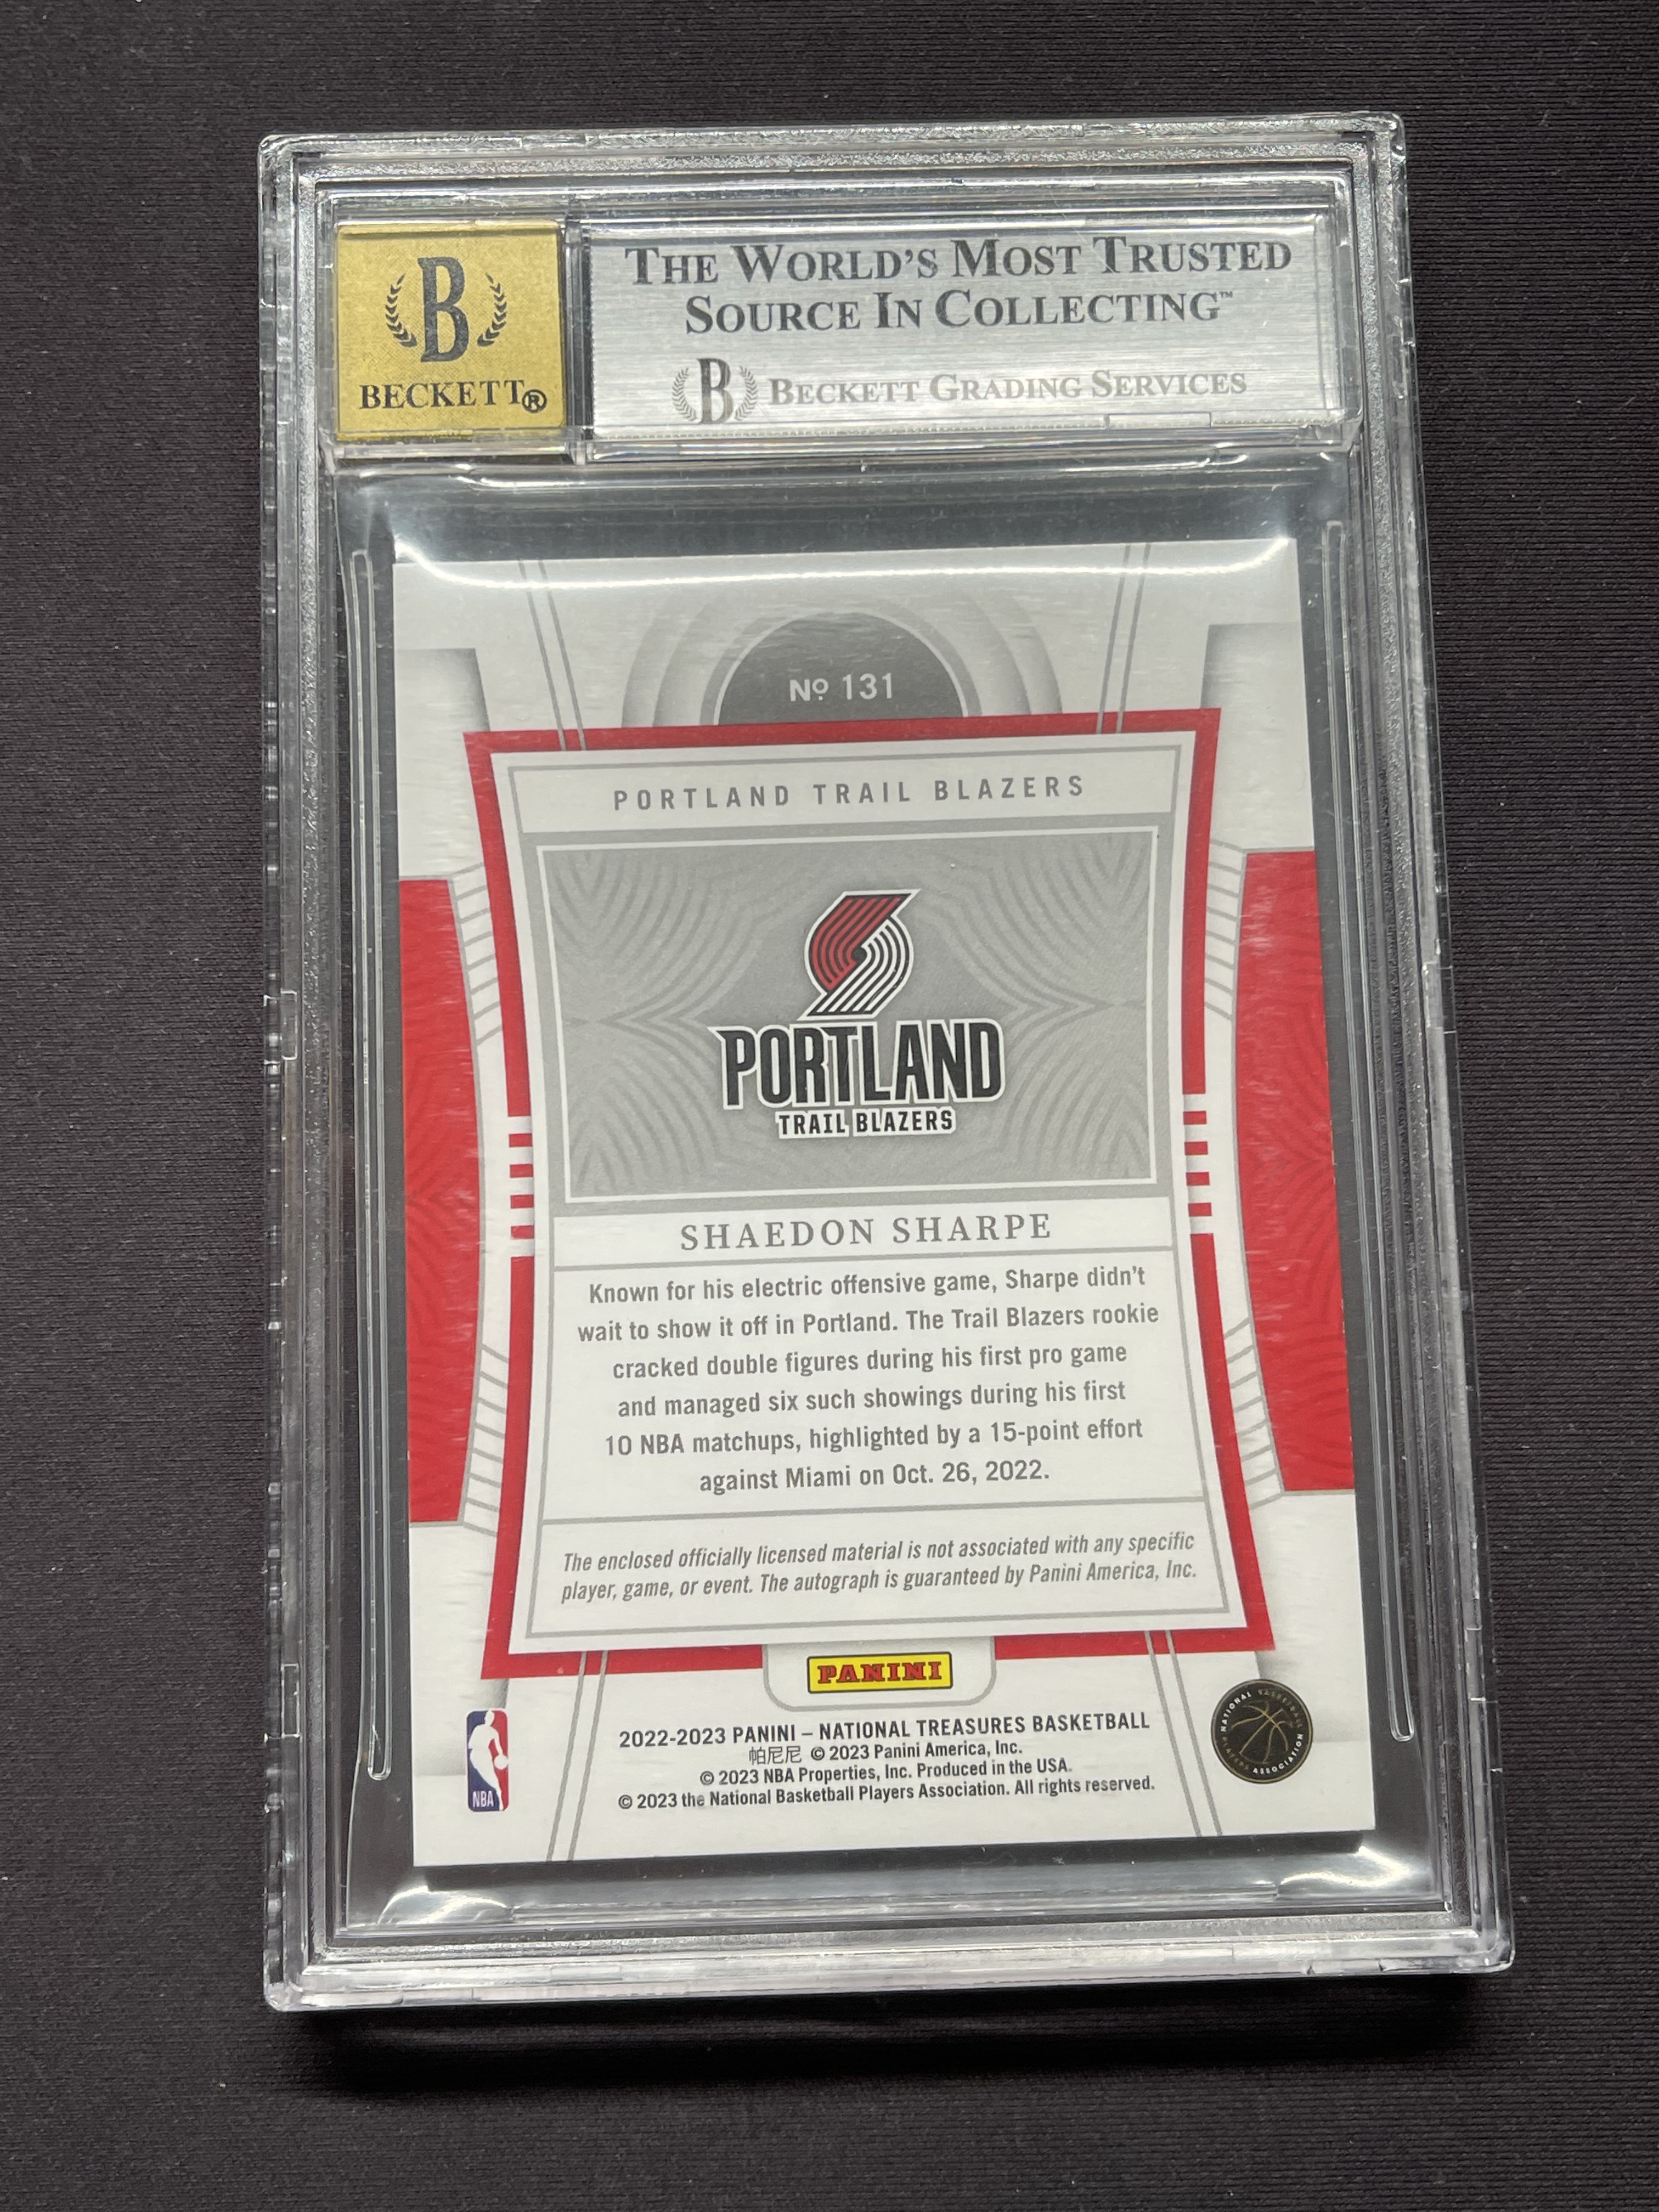 B
BECKETT®
THE WORLD'S MOST TRUSTED
SOURCE IN COLLECTING™
B BECKETT GRADING SERVICES
Nº 131
PORTLAND TRAIL BLAZERS
PORTLAND
TRAIL BLAZERS
SHAEDON SHARPE
Known for his electric offensive game, Sharpe didn't
wait to show it off in Portland. The Trail Blazers rookie
cracked double figures during his first pro game
and managed six such showings during his first
10 NBA matchups, highlighted by a 15-point effort
against Miami on Oct. 26, 2022.
The enclosed officially licensed material is not associated with any specific
player, game, or event. The autograph is guaranteed by Panini America, Inc.
PANINI
NBA
2022-2023 PANINI – NATIONAL TREASURES BASKETBALL
帕尼尼 © 2023 Panini America, Inc.
© 2023 NBA Properties, Inc. Produced in the USA.
© 2023 the National Basketball Players Association. All rights reserved.
NATIONAL BASKETBALL PLAYERS ASSOCIATION